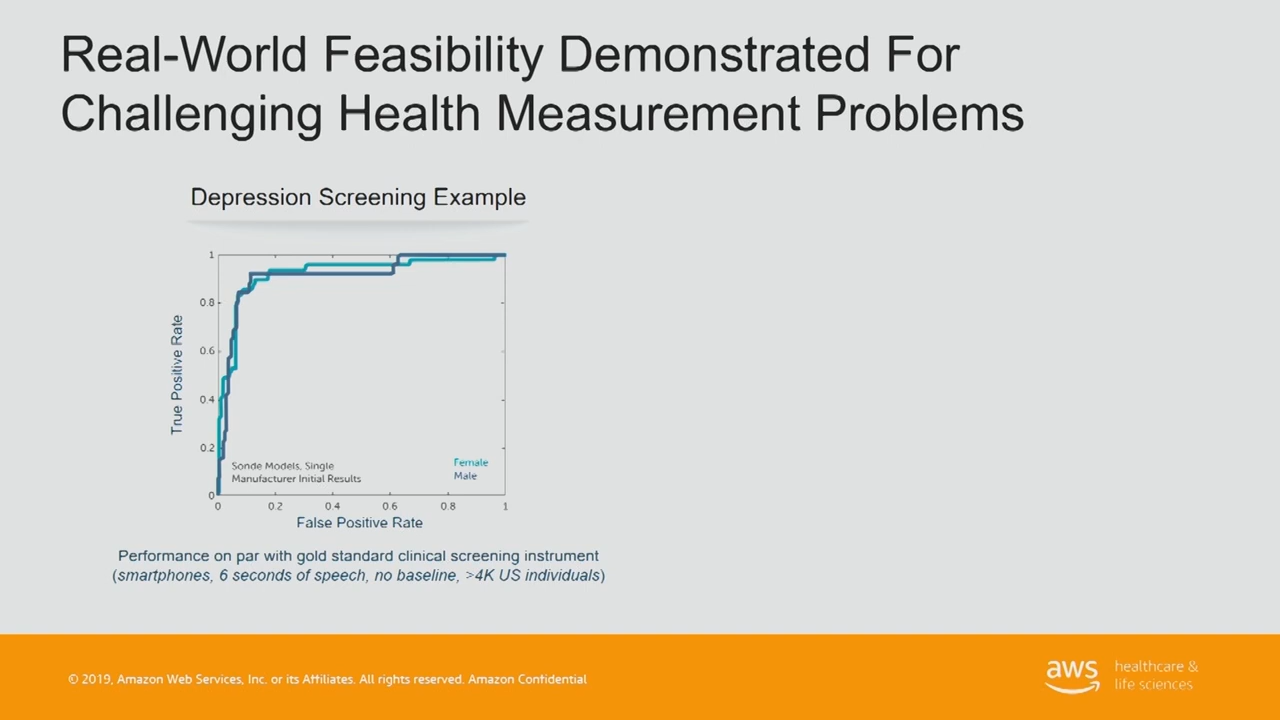 Real-World Feasibility Demonstrated For
Challenging Health Measurement Problems
Depression Screening Example
True Positive Rate
1
0.8
0.6
0.4
0.2
0
Sonde Models, Single
Manufacturer Initial Results
Female
Male
0 0.2 0.4 0.6 0.8 1
False Positive Rate
Performance on par with gold standard clinical screening instrument
(smartphones, 6 seconds of speech, no baseline, >4K US individuals)
© 2019, Amazon Web Services, Inc. or its Affiliates. All rights reserved. Amazon Confidential
aws
healthcare &
life sciences